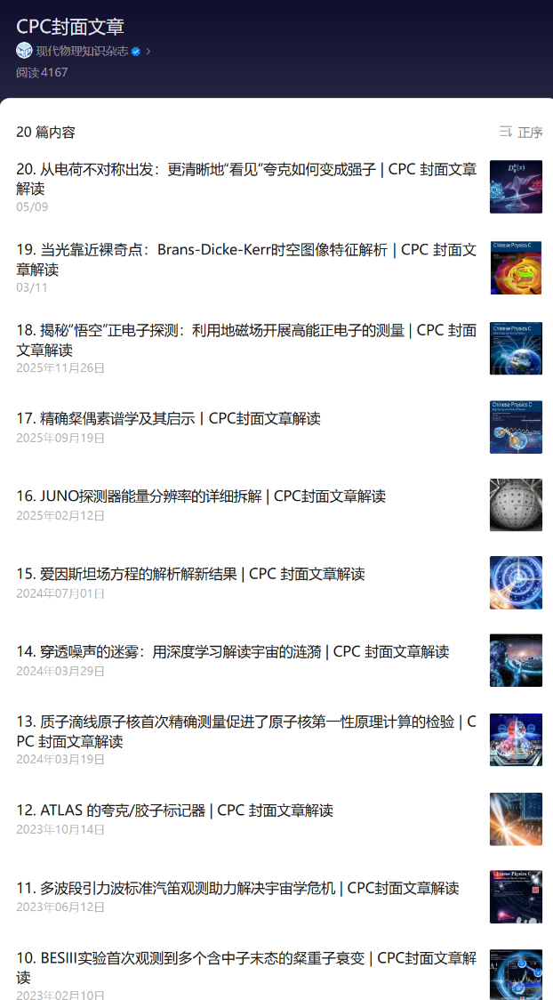 CPC封面文章
现代物理知识杂志
阅读4167
20 篇内容
正序
20. 从电荷不对称出发：更清晰地“看见”夸克如何变成强子 | CPC 封面文章
解读
05/09
19. 当光靠近裸奇点：Brans-Dicke-Kerr时空图像特征解析 | CPC 封面文
章解读
03/11
Chinese Physics C
18. 揭秘“悟空”正电子探测：利用地磁场开展高能正电子的测量 | CPC 封面
文章解读
2025年11月26日
Chinese Physics C
17. 精确粲偶素谱学及其启示丨CPC封面文章解读
2025年09月19日
Chinese Physics C
16. JUNO探测器能量分辨率的详细拆解 | CPC封面文章解读
2025年02月12日
15. 爱因斯坦场方程的解析解新结果 | CPC 封面文章解读
2024年07月01日
14. 穿透噪声的迷雾：用深度学习解读宇宙的涟漪 | CPC 封面文章解读
2024年03月29日
13. 质子滴线原子核首次精确测量促进了原子核第一性原理计算的检验 | C
PC 封面文章解读
2024年03月19日
12. ATLAS 的夸克/胶子标记器 | CPC 封面文章解读
2023年10月14日
11. 多波段引力波标准汽笛观测助力解决宇宙学危机 | CPC封面文章解读
2023年06月12日
Chinese Physics C
10. BESIII实验首次观测到多个含中子末态的粲重子衰变 | CPC封面文章解
读
2023年02月10日